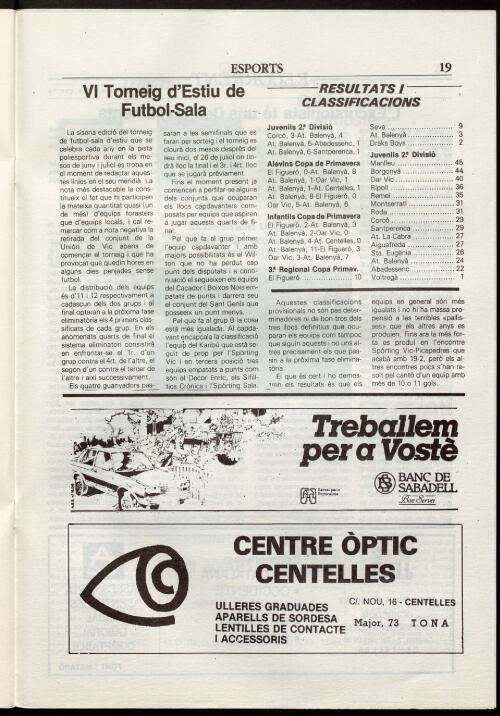 ESPORTS
19
VI Torneig d'Estiu de
Futbol-Sala
La sisena edició del torneig
de futbol-sala d'estiu que se
celebra cada any on la pista
poliesportiva durant els me-
sos de juny i juliol es troba en
el moment de redactar aques-
tes línies en el seu meridià. La
nota més destacable la cons-
titueix el fet que hi participen
la mateixa quantitat quasi (un
de més) d'equips forasters
que d'equips locals, i cal re-
marcar com a nota negativa la
retirada del conjunt de la
Unión de Vic abans de
començar el torneig i que ha
provocat que quedin hores en
alguns des penjades sense
futbol.
La distribució dels equips
és d'11 i 12 respectivament a
cadascun dels dos grups i al
final optaran a la pròxima fase
eliminatòria els 4 primers clas-
sificats de cada grup. En els
anomenats quarts de final el
sistema eliminatori consistirà
en enfrontar-se el 1r. d'un
grup contra el 4rt. de l'altre, el
segon d'un contra el tercer de
l'altre i així successivament.
Els quatre guanyadors pas-
saran a les semifinals que es
faran per sorteig i el torneig es
clourà dos mesos després del
seu inici, el 26 de juliol on tin-
drà lloc la final i el 3r. i 4rt. lloc
que se jugarà prèviament.
Fins el moment present ja
comencen a perfilar-se alguns
dels conjunts que ocuparan
els llocs capdavanters com-
posats per equips que aspiren
a jugar aquests quarts de fi-
nal.
Pel que fa al grup primer
l'equip capdavanter i amb
majors possibilitats és el Wil-
ton que no ha perdut cap
punt dels disputats i a conti-
nuació el segueixen els equips
del Caçador i Boixos Nois em-
patats de punts i darrera seu
el conjunt del Sant Genís que
posseeix un punt menys.
Pel que fa al grup B la cosa
està més igualada. Al capda-
vant encapçala la classificació
l'equip del Karibú que està se-
guit de prop per l'Spòrting
Vic i en tercera posició tres
equips empatats a punts com
són el Decor Enric, els Sifilí-
tics Crònics i l'Spòrting Sala.
RESULTATS I
CLASSIFICACIONS
Juvenils 2.ª Divisió
Corcó, 3-At. Balenyà, 4
At. Balenyà, 5-Abadessenc, 1
At. Balenyà, 6-Santperenca, 1
Alevins Copa de Primavera
El Figueró, 0-At. Balenyà, 8
At. Balenyà, 1-Oar Vic, 1
At. Balenyà, 1-At. Centelles, 1
At. Balenyà, 8-El Figueró, 0
Oar Vic, 5-At. Balenyà, 6
Infantils Copa de Primavera
El Figueró, 2-At. Balenyà, 3
At. Balenyà, 2-Oar Vic, 0
At. Balenyà, 4-At. Centelles, 0
At. Balenyà, 11-El Figueró, 3
Oar Vic, 3-At. Balenyà, 7
3.ª Regional Copa Primav.
El Figueró ................. 10
Seva ................. 9
At. Balenyà ................. 3
Draks Boys ................. 2
Juvenils 2.ª Divisió
Manlleu ................. 45
Borgonyà ................. 44
Oar Vic ................. 40
Ripoll ................. 36
Remei ................. 35
Montserratí ................. 31
Roda ................. 31
Corcó ................. 29
Santperenca ................. 29
At. La Cabra ................. 27
Aiguafreda ................. 27
Sta. Eugènia ................. 26
At. Balenyà ................. 24
Abadessenc ................. 22
Voltregà ................. 1
Aquestes classificacions
provisionals no són pas deter-
minadores ni de bon tros dels
tres llocs definitius que ocu-
paran els equips com tampoc
que siguin aquests i no uns al-
tres precisament els que pas-
sin a la pròxima fase elimina-
tòria.
El que és cert i ho demos-
tren els resultats és que els
equips en general són més
igualats i no hi ha massa pro-
pensió a les terribles «pallis-
ses» que els altres anys es
produïen. Fins ara la més for-
ta es produí en l'encontre
Spòrting Vic-Picapedres que
acabà amb 19-2, però els al-
tres encontres pocs s'han re-
solt pel cantó d'un equip amb
més de 10 o 11 gols.
Treballem
per a Vostè
BANC DE
SABADELL
Bon Servei
CENTRE ÒPTIC
CENTELLES
ULLERES GRADUADES
APARELLS DE SORDESA
LENTILLES DE CONTACTE
I ACCESSORIS
C/. NOU, 16 - CENTELLES
Major, 73 TONA